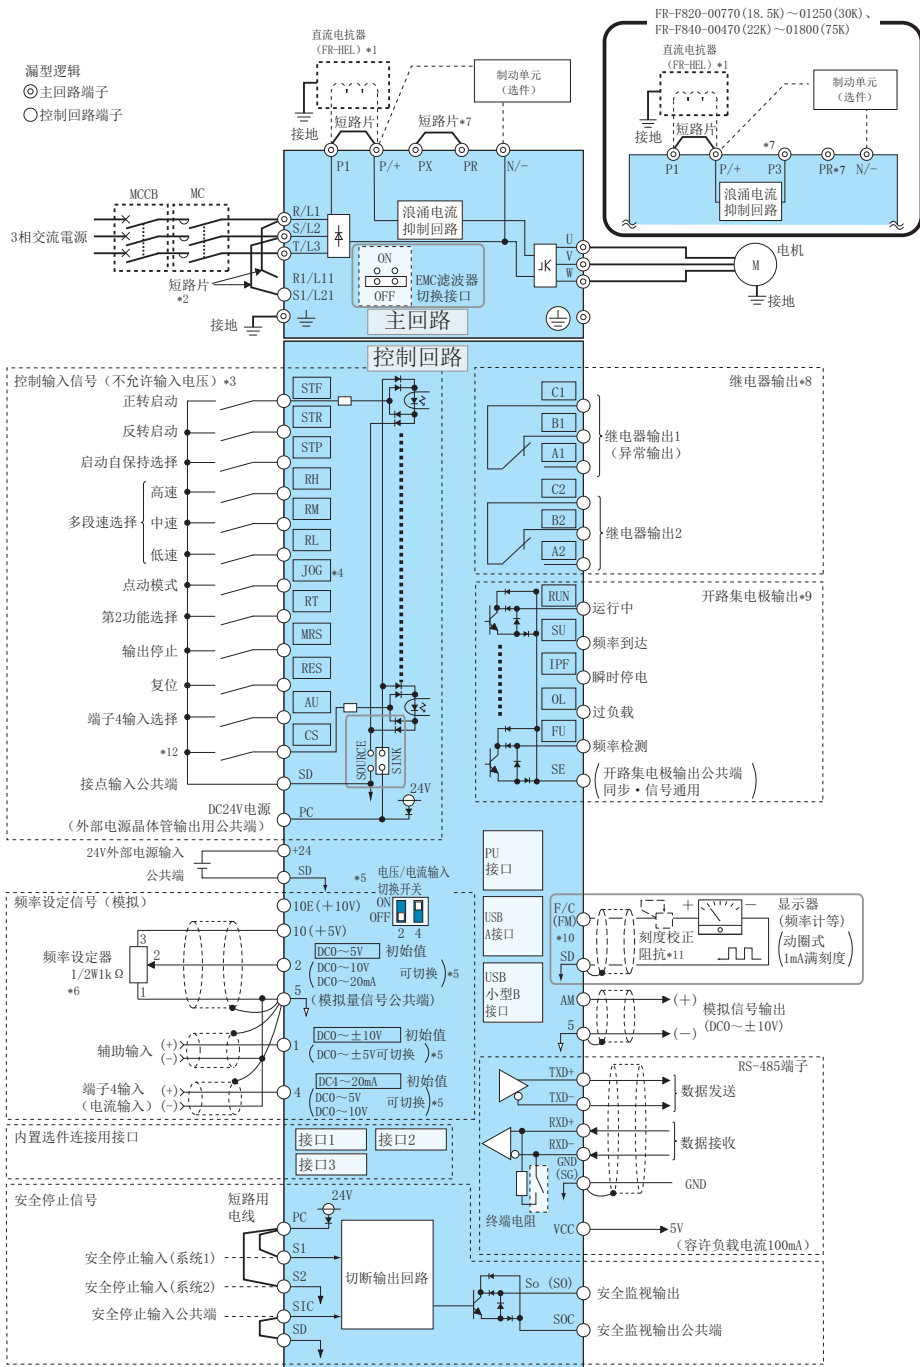 FR-F820-00770(18.5K)～01250(30K)、
FR-F840-00470(22K)～01800(75K)
直流电抗器
(FR-HEL) *1
制动单元
(选件)
接地
短路片
*7
P1
P/+
P3
PR*7
N/-
浪涌电流
抑制回路
漏型逻辑
◎主回路端子
○控制回路端子
直流电抗器
(FR-HEL) *1
制动单元
(选件)
接地
短路片
短路片*7
P1
P/+
PX
PR
N/-
MCCB
MC
3相交流電源
R/L1
S/L2
T/L3
R1/L11
S1/L21
短路片
*2
接地
浪涌电流
抑制回路
ON
OFF
EMC滤波器
切换接口
主回路
U
V
W
M
电机
接地
控制回路
控制输入信号（不允许输入电压）*3
正转启动
STF
反转启动
STR
启动自保持选择
STP
多段速选择
高速
RH
中速
RM
低速
RL
点动模式
JOG *4
第2功能选择
RT
输出停止
MRS
复位
RES
端子4输入选择
AU
*12
CS
接点输入公共端
SD
SOURCE
SINK
24V
DC24V电源
（外部电源晶体管输出用公共端）
PC
24V外部电源输入
+24
公共端
SD
继电器输出*8
C1
B1
A1
继电器输出1
（异常输出）
C2
B2
A2
继电器输出2
开路集电极输出*9
RUN
运行中
SU
频率到达
IPF
瞬时停电
OL
过负载
FU
频率检测
SE
开路集电极输出公共端
同步・信号通用
频率设定信号（模拟）
*5
电压/电流输入
切换开关
ON
OFF
2 4
10E(＋10V)
10(＋5V)
3
2
1
频率设定器
1/2W1kΩ
*6
2
DC0～5V 初始值
DC0～10V
DC0～20mA
可切换 *5
5
（模拟量信号公共端）
辅助输入 (+)
(−)
1
DC0～±10V 初始值
DC0～±5V可切换 *5
端子4输入 (+)
（电流输入）(−)
4
DC4～20mA 初始值
DC0～5V
DC0～10V
可切换 *5
PU
接口
USB
A接口
USB
小型B
接口
F/C
(FM)
*10
SD
刻度校正
阻抗*11
+
−
显示器
(频率计等)
动圈式
1mA满刻度
AM
5
(+)
(−)
模拟信号输出
(DC0～±10V)
RS-485端子
TXD+
TXD-
数据发送
RXD+
RXD-
数据接收
GND
(SG)
GND
终端电阻
VCC
5V
（容许负载电流100mA）
内置选件连接用接口
接口1
接口2
接口3
安全停止信号
短路用
电线
PC
24V
安全停止输入(系统1)
S1
安全停止输入(系统2)
S2
安全停止输入公共端
SIC
SD
切断输出回路
So (SO)
安全监视输出
SOC
安全监视输出公共端